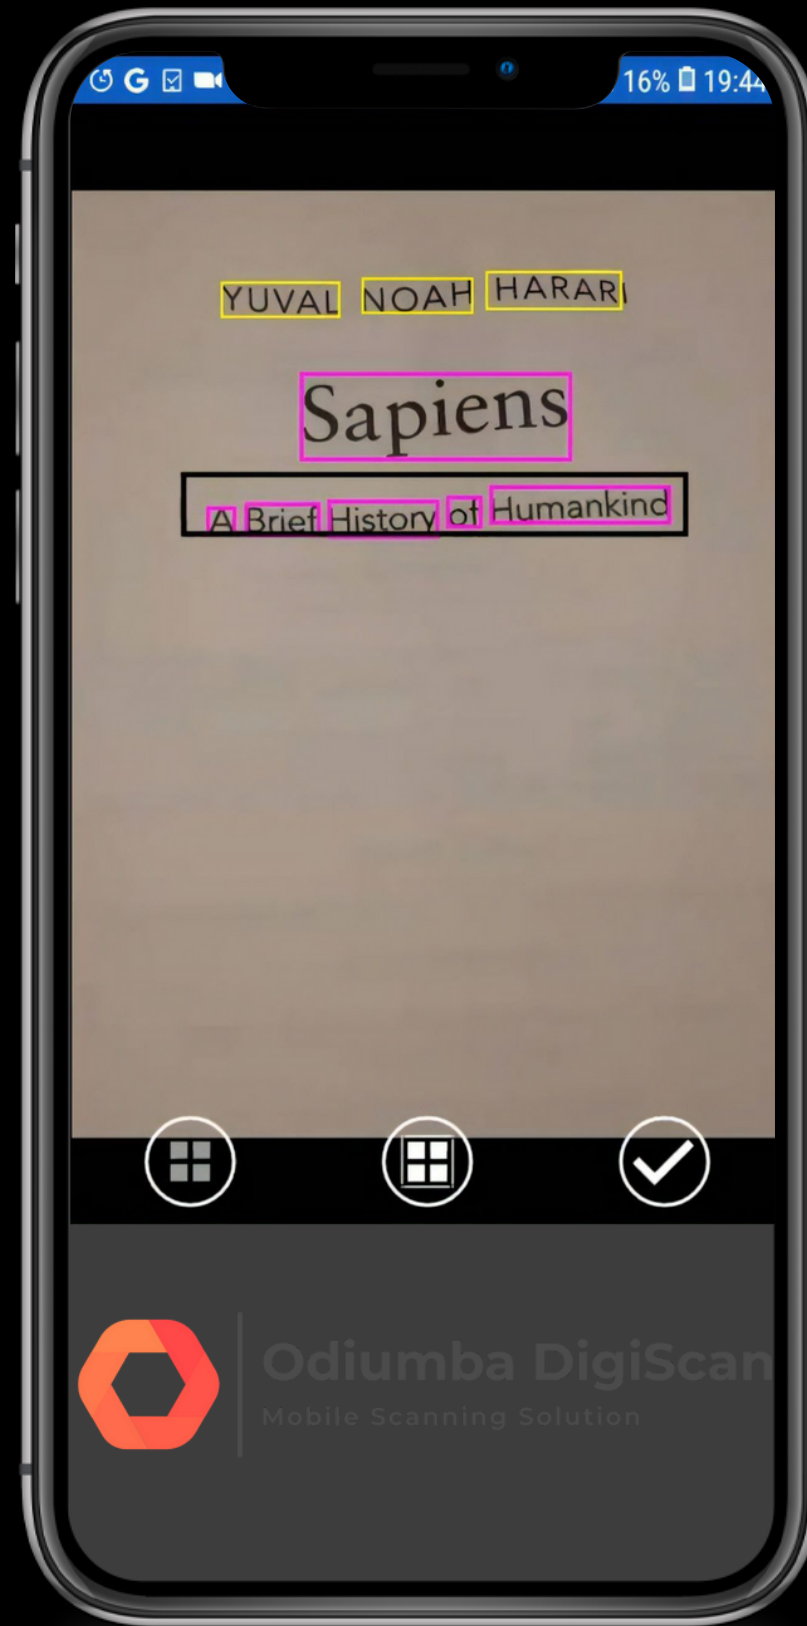 16% 19:44
YUVAL NOAH HARARI
Sapiens
A Brief History of Humankind
Odiumba DigiScan
Mobile Scanning Solution